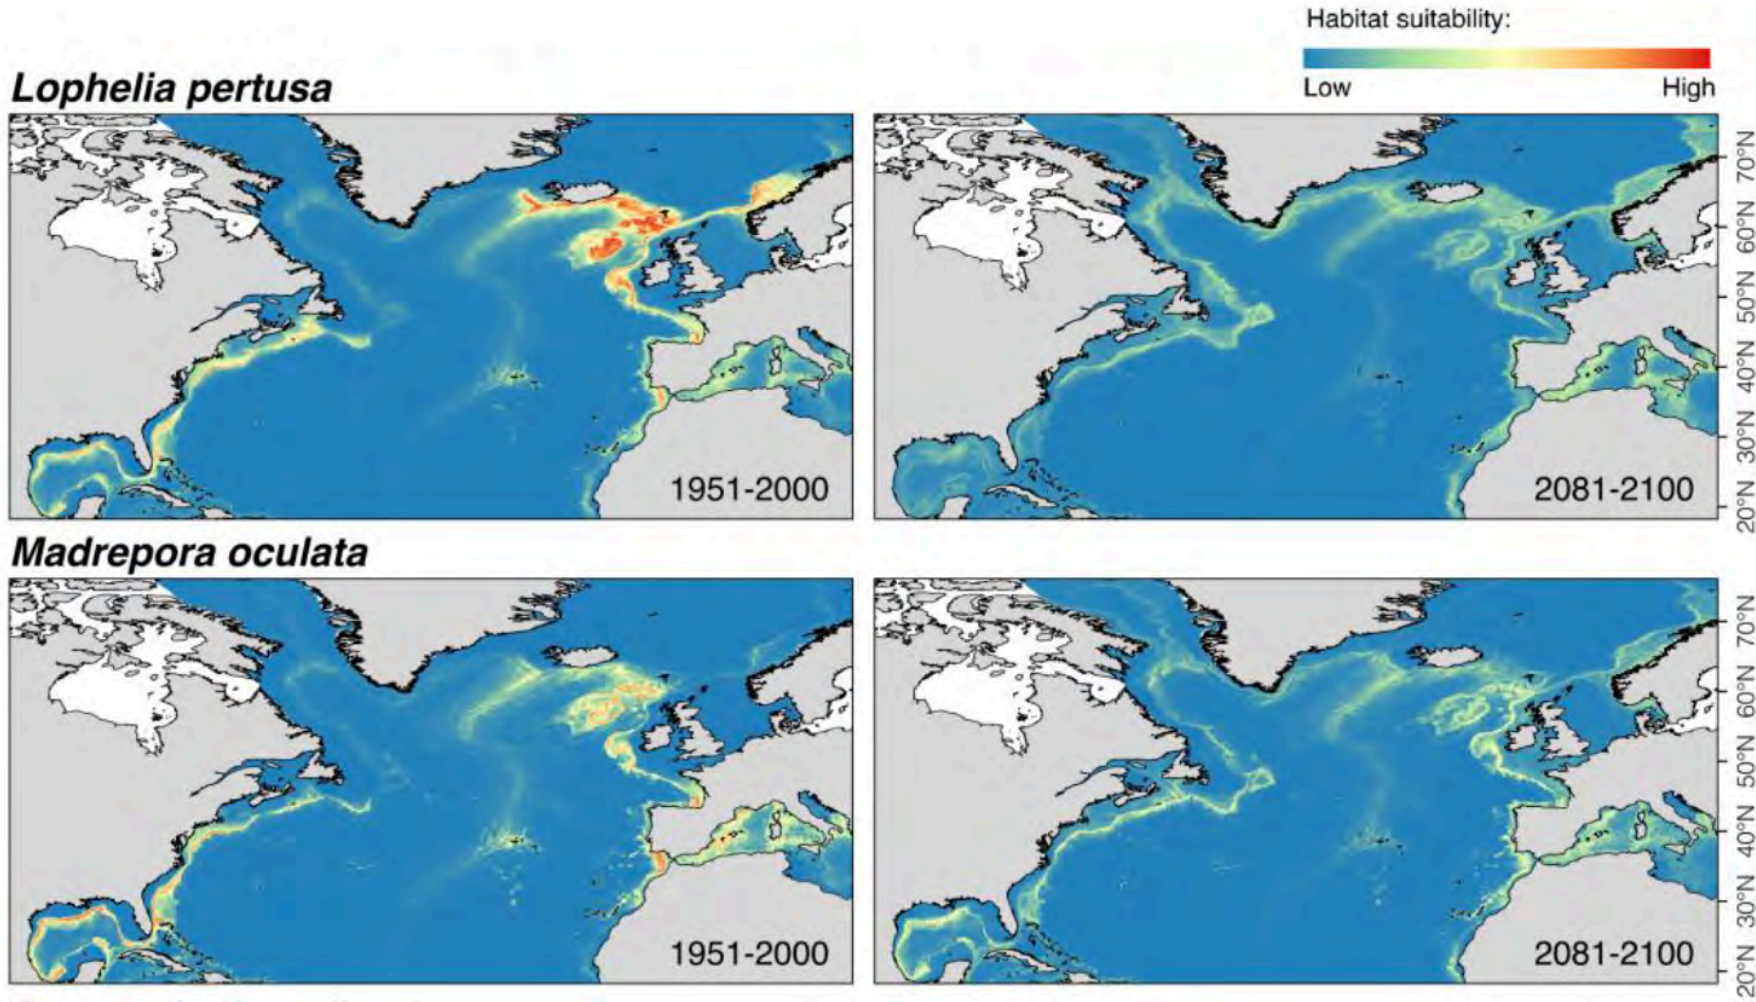 Habitat suitability:
Low High
Lophelia pertusa
1951-2000
2081-2100
70°N
60°N
50°N
40°N
30°N
20°N
Madrepora oculata
1951-2000
2081-2100
70°N
60°N
50°N
40°N
30°N
20°N